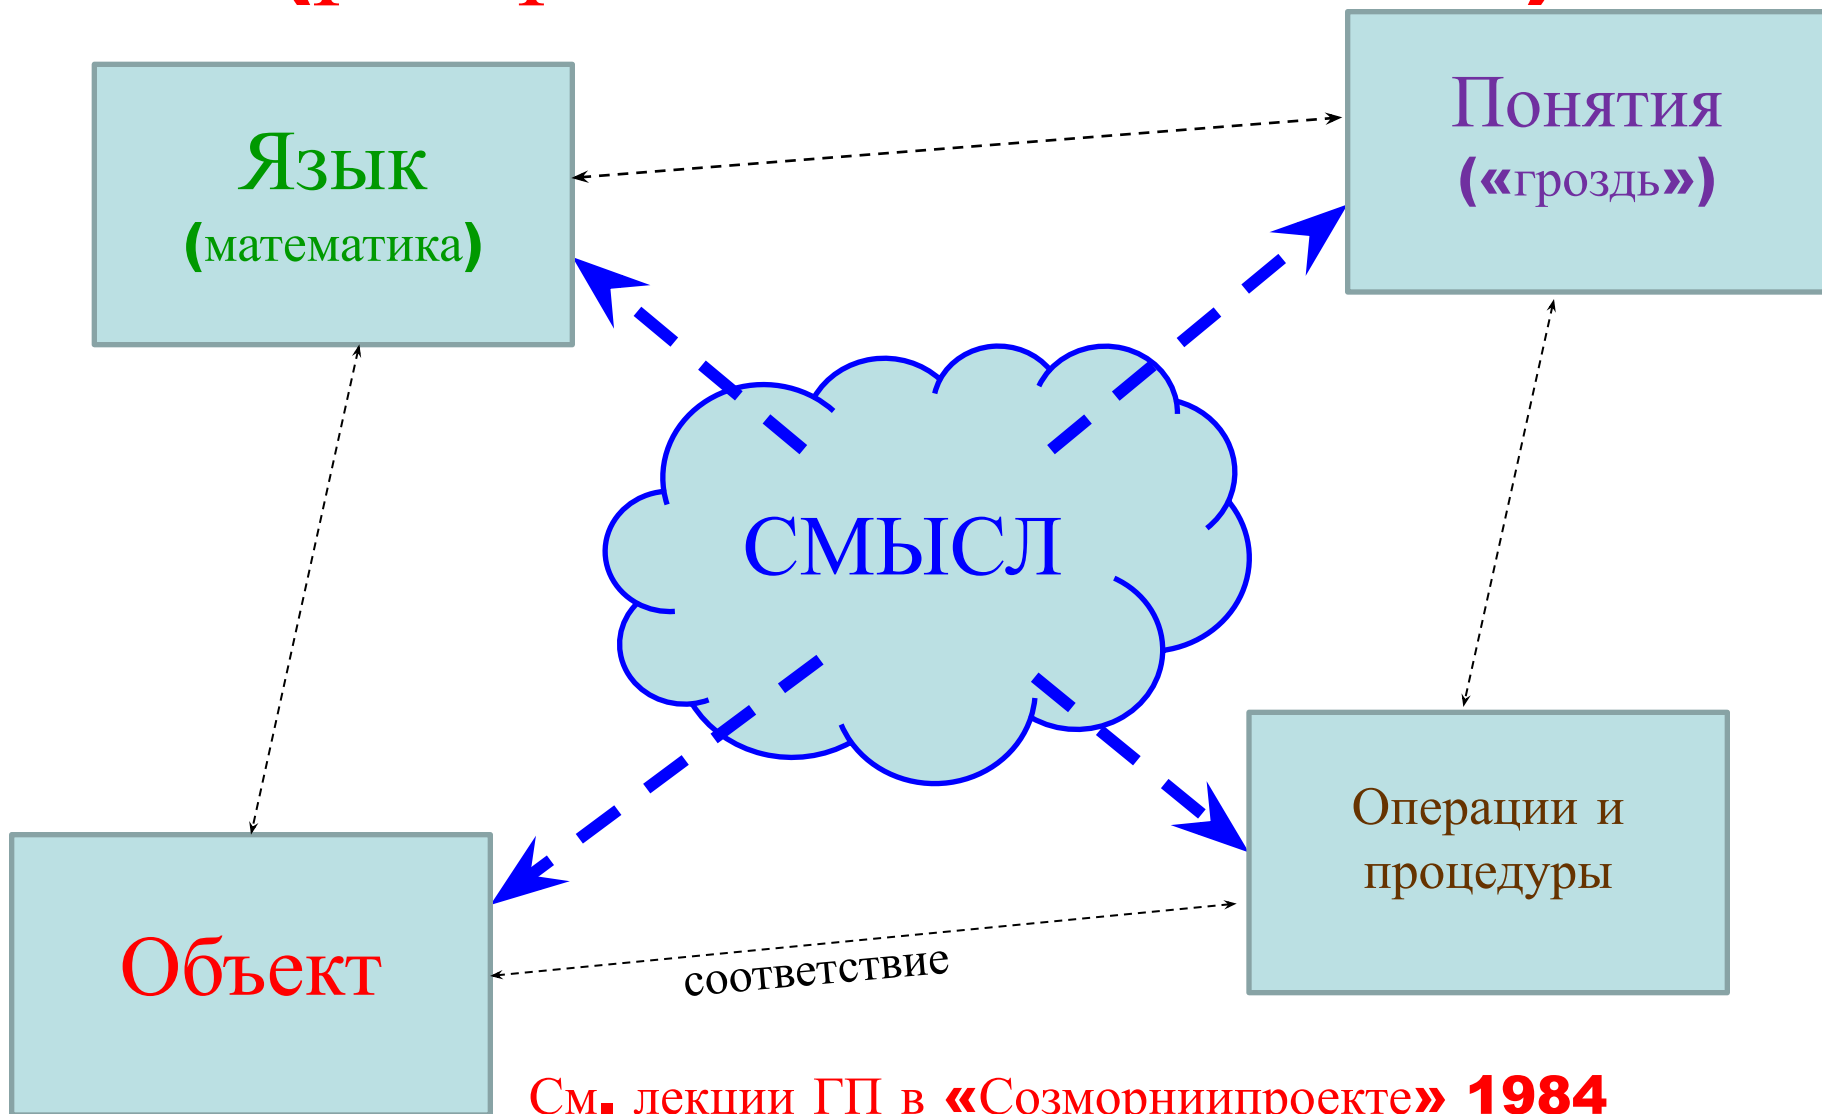 Язык
(математика)
Понятия
(«гроздь»)
СМЫСЛ
Операции и
процедуры
Объект
соответствие
См. лекции ГП в «Созморниипроекте» 1984